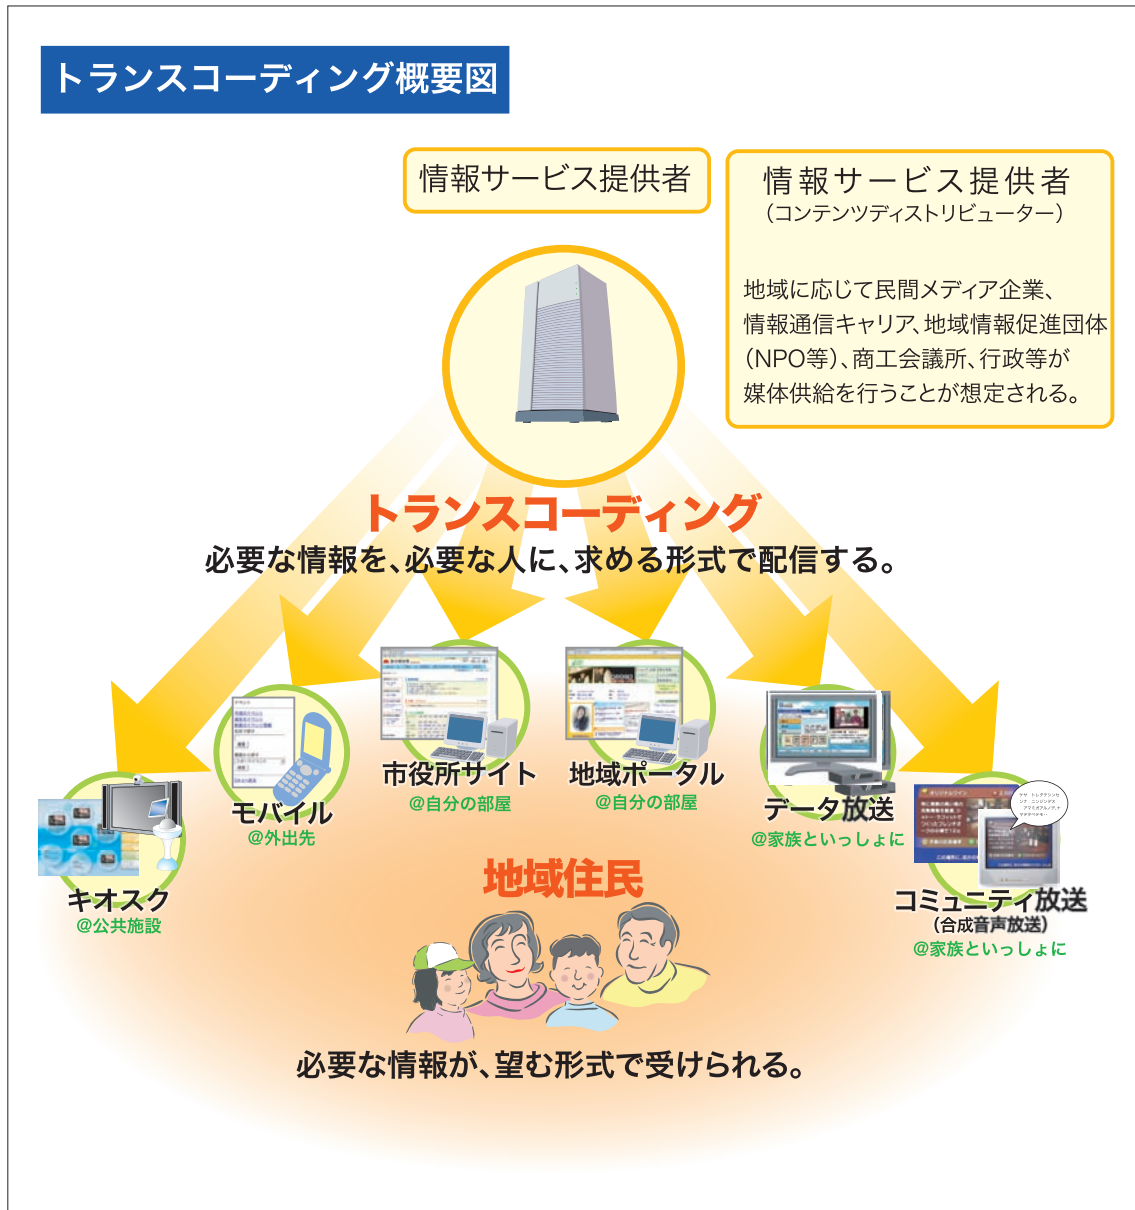 トランスコーディング概要図
情報サービス提供者
情報サービス提供者
（コンテンツディストリビューター）
地域に応じて民間メディア企業、
情報通信キャリア、地域情報促進団体
（NPO等）、商工会議所、行政等が
媒体供給を行うことが想定される。
トランスコーディング
必要な情報を、必要な人に、求める形式で配信する。
市役所サイト
@自分の部屋
地域ポータル
@自分の部屋
モバイル
@外出先
データ放送
@家族といっしょに
キオスク
@公共施設
コミュニティ放送
（合成音声放送）
@家族といっしょに
地域住民
必要な情報が、望む形式で受けられる。